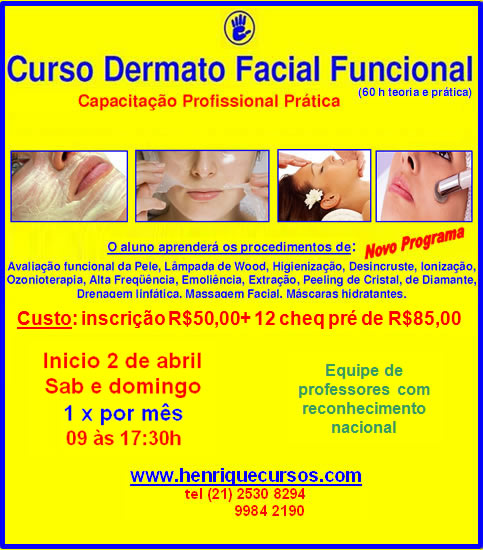 Curso Dermato Facial Funcional
(60 h teoria e prática)
Capacitação Profissional Prática
O aluno aprenderá os procedimentos de:
Novo Programa
Avaliação funcional da Pele, Lâmpada de Wood, Higienização, Desincruste, Ionização,
Ozonioterapia, Alta Freqüência, Emoliência, Extração, Peeling de Cristal, de Diamante,
Drenagem linfática. Massagem Facial. Máscaras hidratantes.
Custo: inscrição R$50,00+ 12 cheq pré de R$85,00
Inicio 2 de abril
Sab e domingo
1 x por mês
09 às 17:30h
Equipe de
professores com
reconhecimento
nacional
www.henriquecursos.com
tel (21) 2530 8294
9984 2190